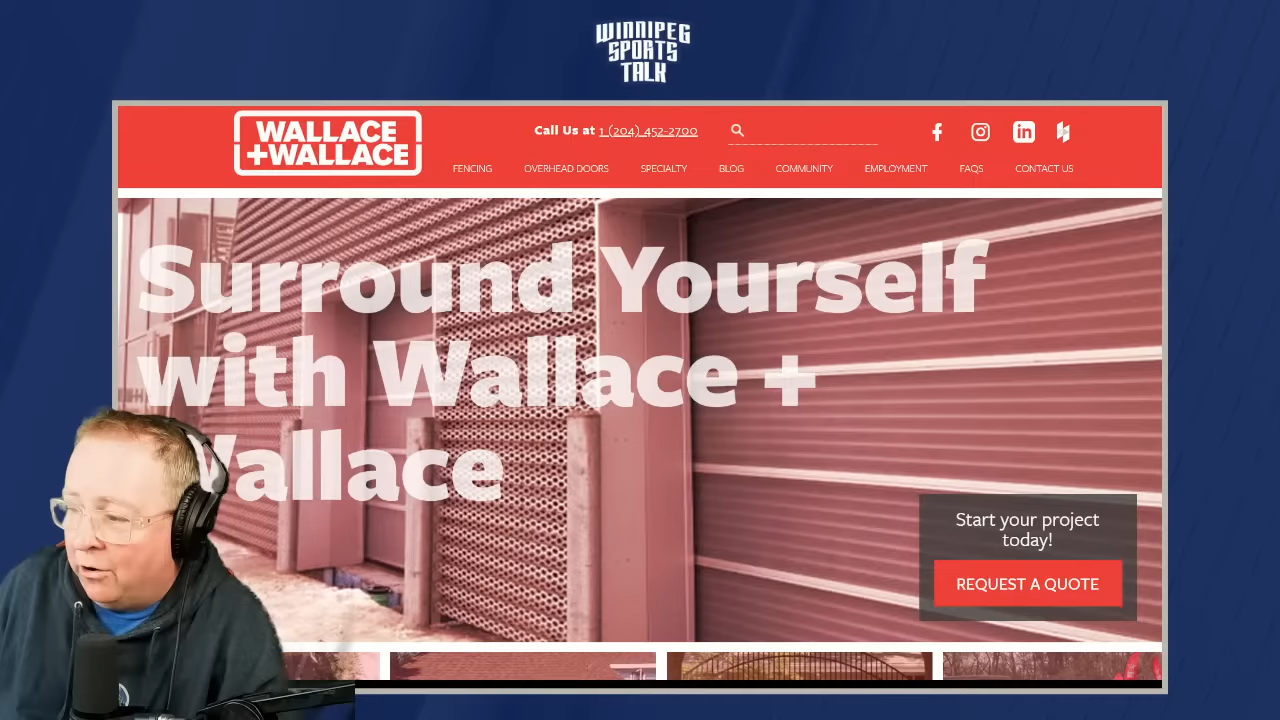 WINNIPEG
SPORTS
TALK
WALLACE
+WALLACE
Call Us at 1 (204) 452-2700
FENCING OVERHEAD DOORS SPECIALTY BLOG COMMUNITY EMPLOYMENT FAQS CONTACT US
Surround Yourself
with Wallace +
Wallace
Start your project
today!
REQUEST A QUOTE